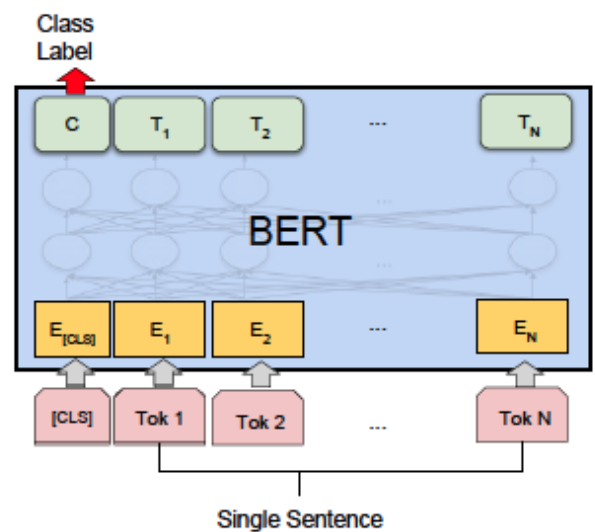 Class
Label
C T1 T2 ... TN
BERT
...
...
E[CLS] E1 E2 ... EN
[CLS] Tok 1 Tok 2 ... Tok N
Single Sentence